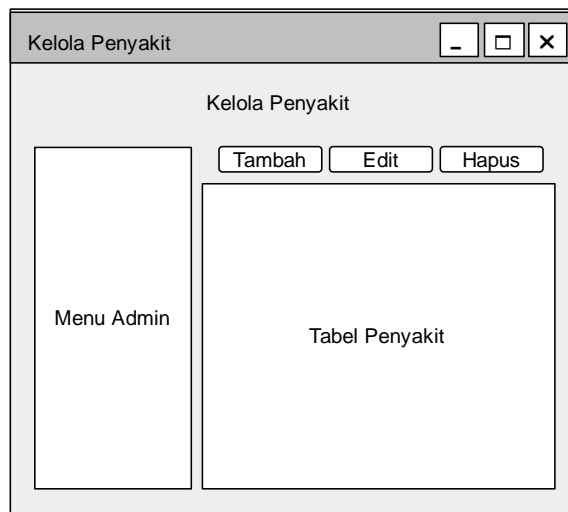 Kelola Penyakit
Kelola Penyakit
Tambah Edit Hapus
Menu Admin
Tabel Penyakit